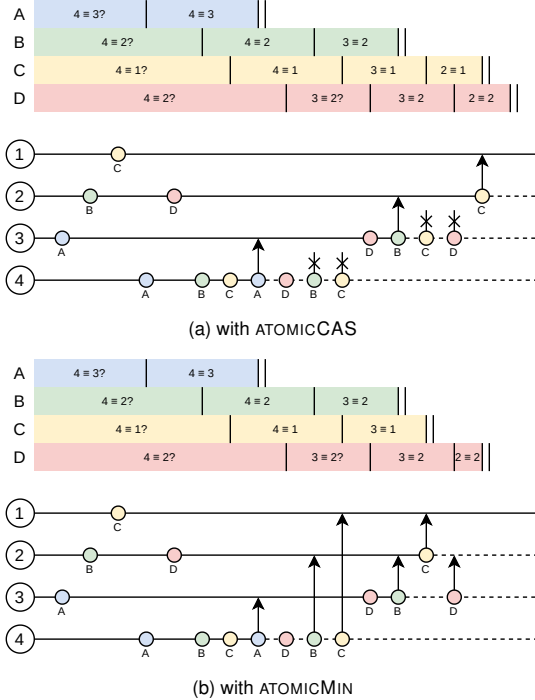 A 4 ≡ 3? 4 ≡ 3
B 4 ≡ 2? 4 ≡ 2 3 ≡ 2
C 4 ≡ 1? 4 ≡ 1 3 ≡ 1 2 ≡ 1
D 4 ≡ 2? 3 ≡ 2? 3 ≡ 2 2 ≡ 2
1
C
2
B D C
3
A D B C D
4
A B C A D B C
(a) with ATOMICCAS
A 4 ≡ 3? 4 ≡ 3
B 4 ≡ 2? 4 ≡ 2 3 ≡ 2
C 4 ≡ 1? 4 ≡ 1 3 ≡ 1
D 4 ≡ 2? 3 ≡ 2? 3 ≡ 2 2 ≡ 2
1
C
2
B D C
3
A D B D
4
A B C A D B C
(b) with ATOMICMIN